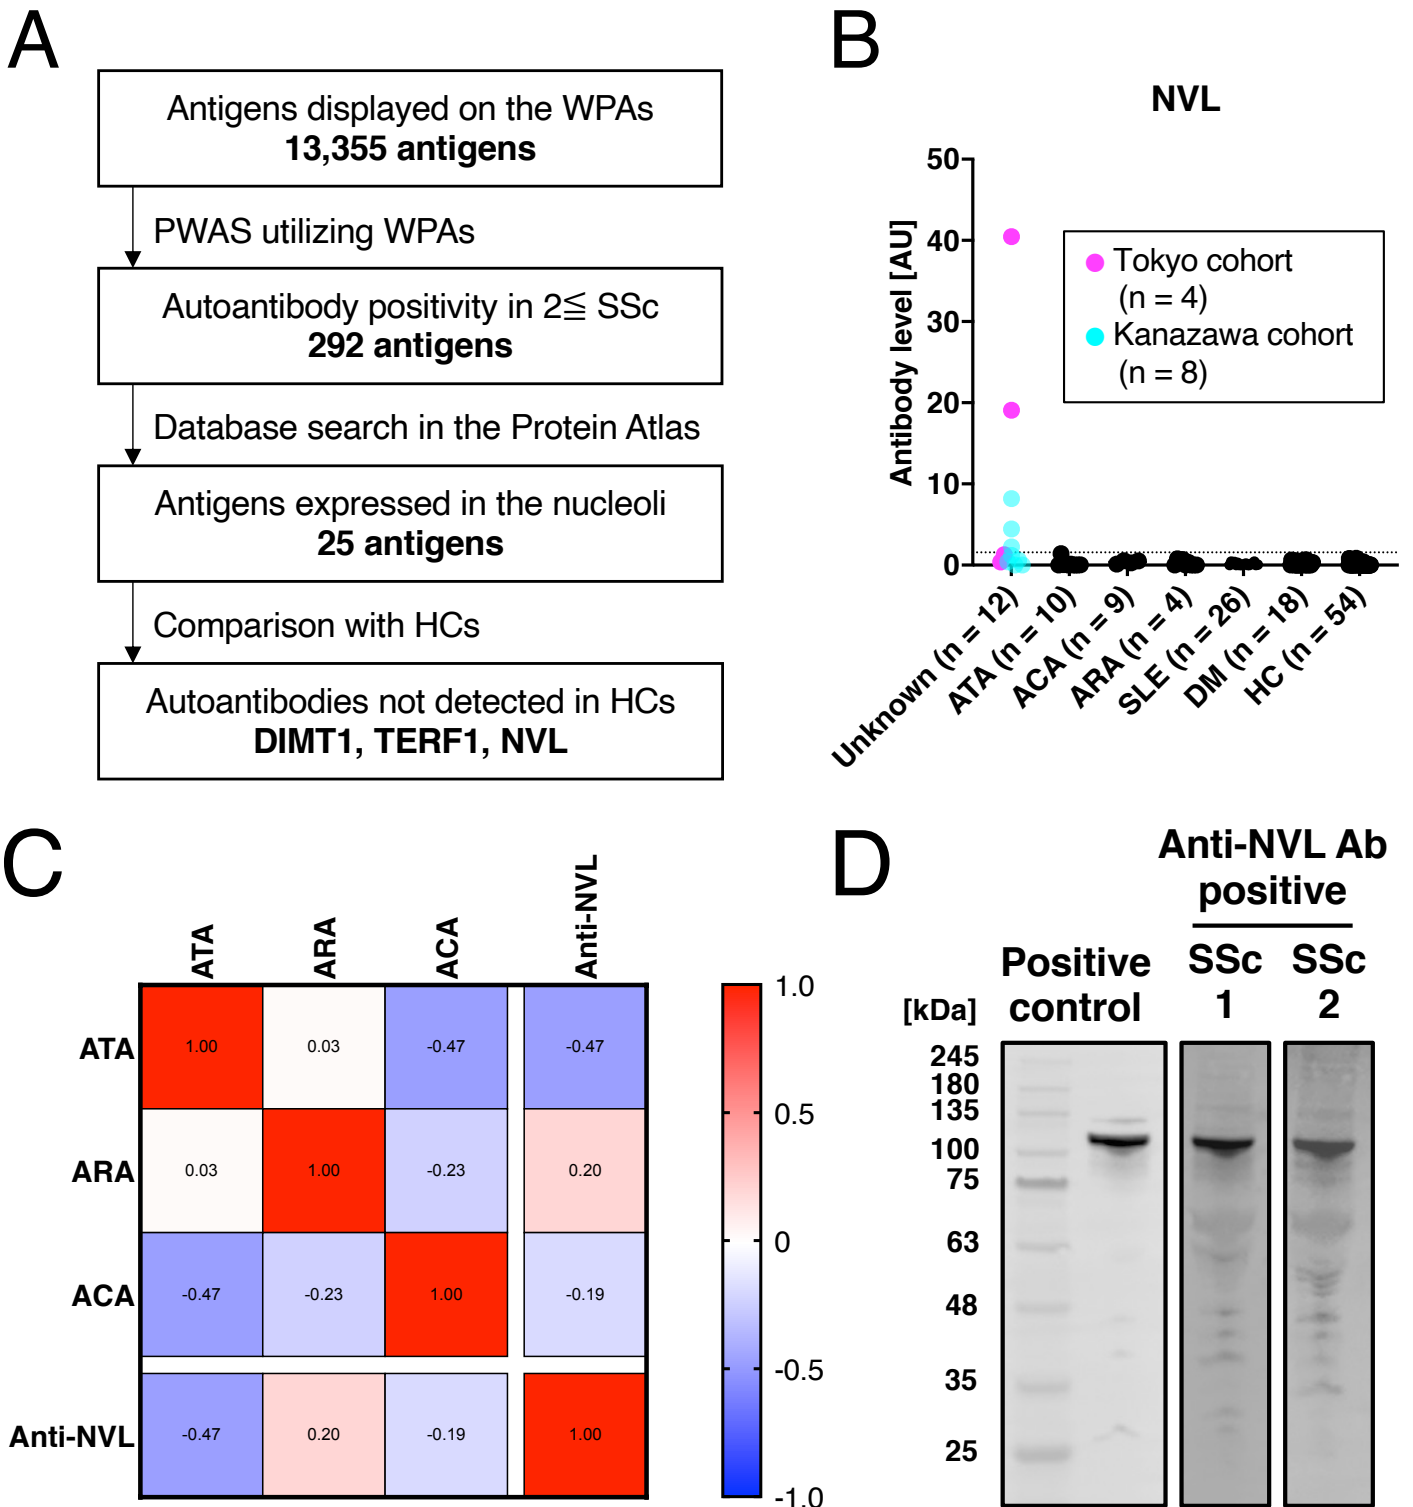 A
Antigens displayed on the WPAs
13,355 antigens
PWAS utilizing WPAs
Autoantibody positivity in 2≦ SSc
292 antigens
Database search in the Protein Atlas
Antigens expressed in the nucleoli
25 antigens
Comparison with HCs
Autoantibodies not detected in HCs
DIMT1, TERF1, NVL
B
NVL
Antibody level [AU]
50
40
30
20
10
0
Tokyo cohort
(n = 4)
Kanazawa cohort
(n = 8)
Unknown (n = 12)
ATA (n = 10)
ACA (n = 9)
ARA (n = 4)
SLE (n = 26)
DM (n = 18)
HC (n = 54)
C
ATA ARA ACA Anti-NVL
ATA 1.00 0.03 -0.47 -0.47
ARA 0.03 1.00 -0.23 0.20
ACA -0.47 -0.23 1.00 -0.19
Anti-NVL -0.47 0.20 -0.19 1.00
1.0
0.5
0
-0.5
-1.0
D
Anti-NVL Ab
positive
Positive
control
SSc
1
SSc
2
[kDa]
245
180
135
100
75
63
48
35
25